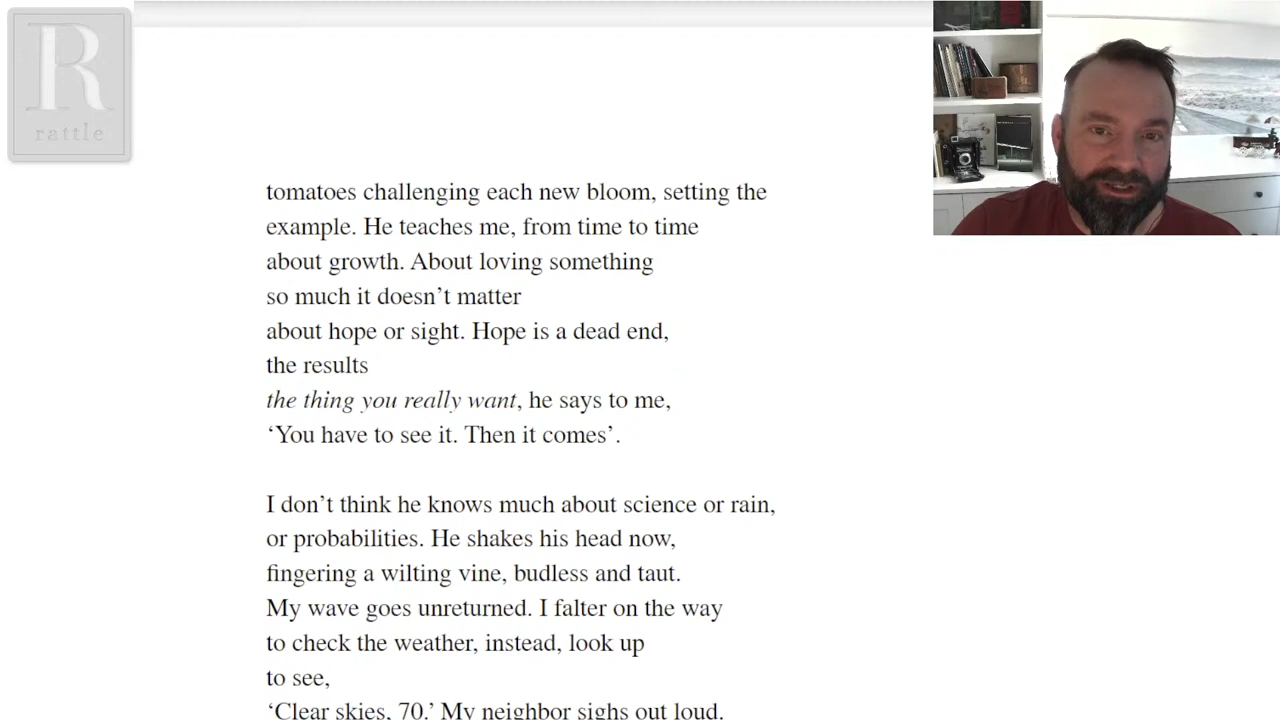 R
rattle
tomatoes challenging each new bloom, setting the
example. He teaches me, from time to time
about growth. About loving something
so much it doesn’t matter
about hope or sight. Hope is a dead end,
the results
the thing you really want, he says to me,
‘You have to see it. Then it comes’.
I don’t think he knows much about science or rain,
or probabilities. He shakes his head now,
fingering a wilting vine, budless and taut.
My wave goes unreturned. I falter on the way
to check the weather, instead, look up
to see,
‘Clear skies, 70.’ My neighbor sighs out loud.